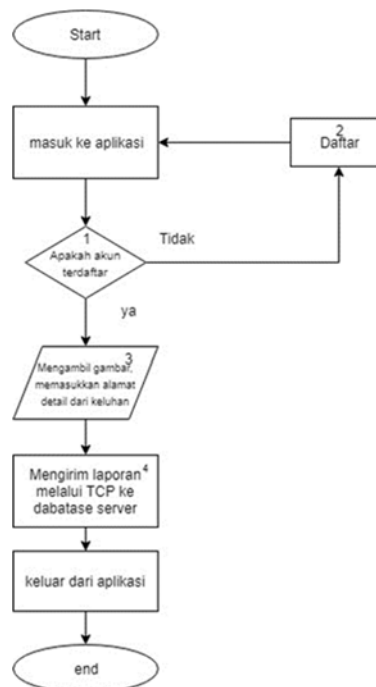 Start
masuk ke aplikasi
2
Daftar
1
Apakah akun
terdaftar
Tidak
ya
3
Mengambil gambar,
memasukkan alamat
detail dari keluhan
4
Mengirim laporan
melalui TCP ke
dabatase server
keluar dari aplikasi
end